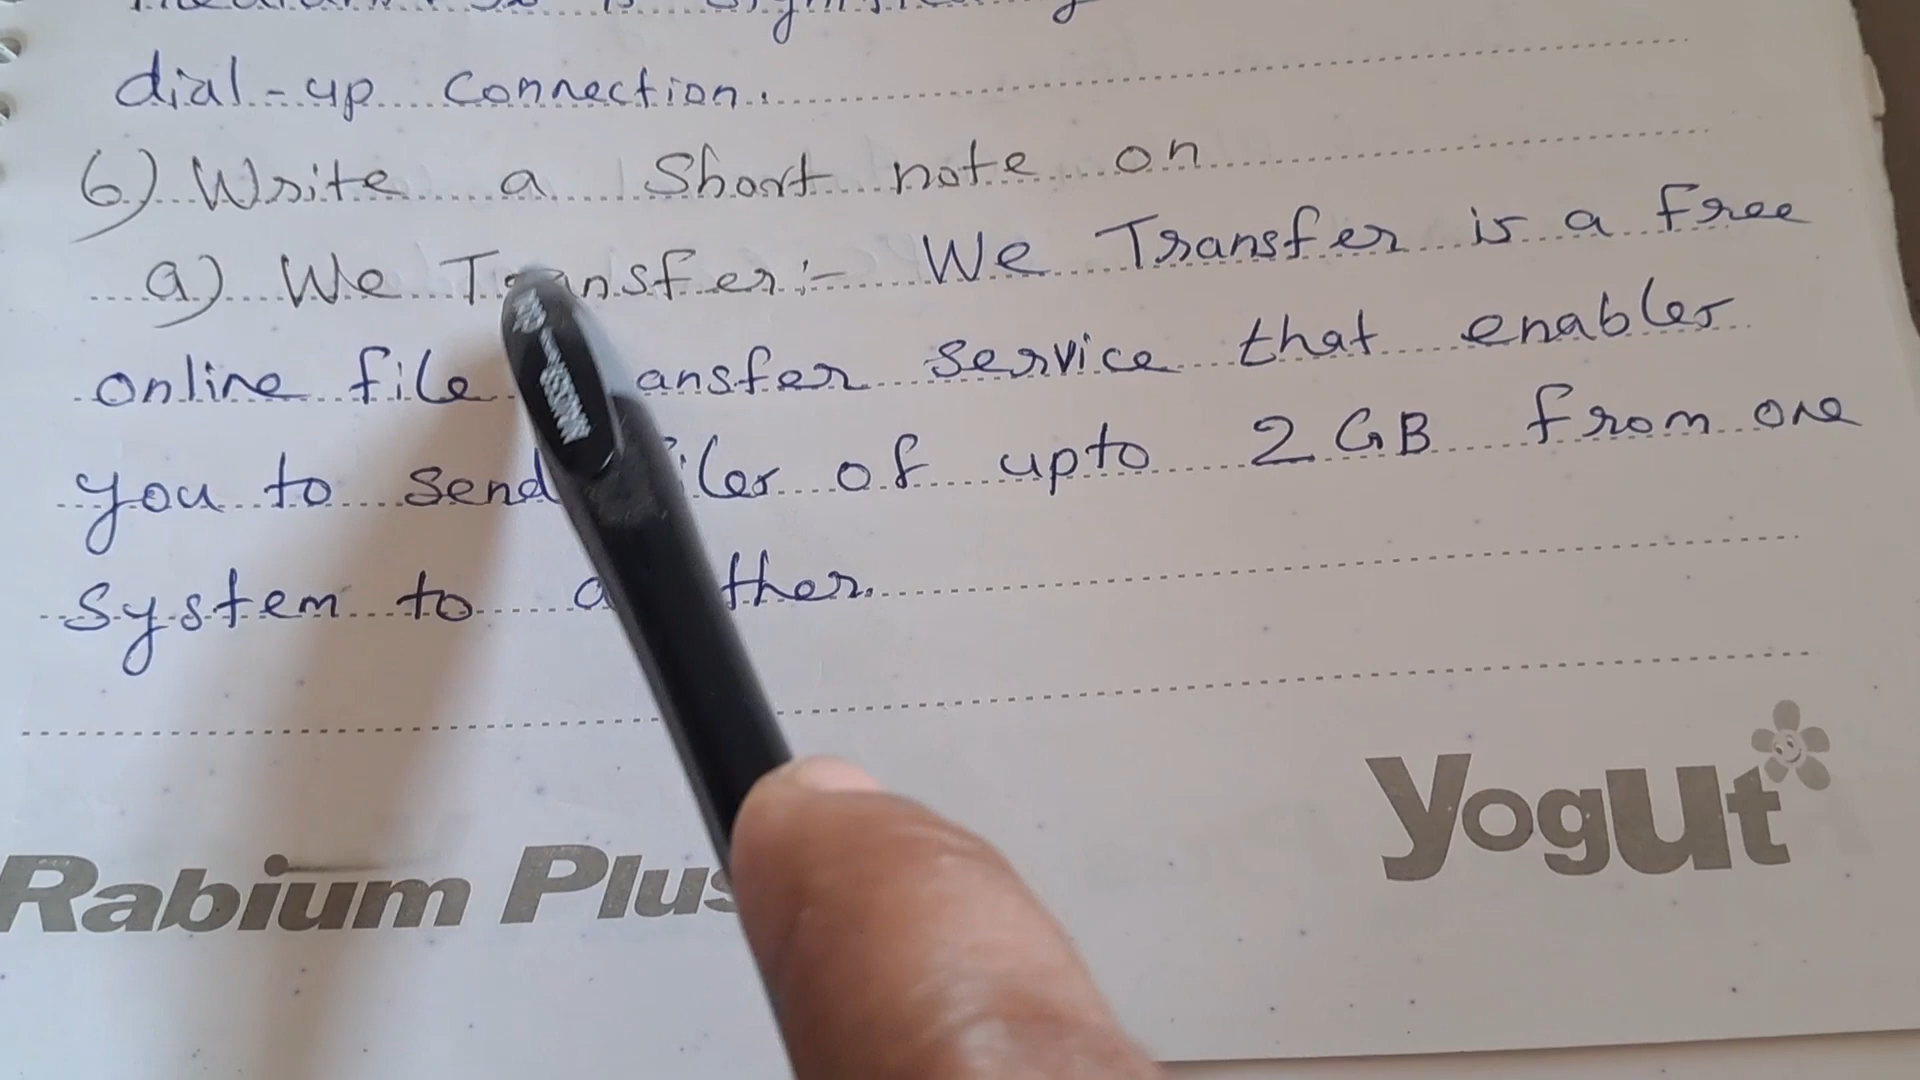 dial-up connection.
6) Write a Short note on
a) We Transfer:- We Transfer is a free
online file ansfer service that enables
you to send iles of upto 2 GB from one
system to a ther.
yogUt
Rabium Plus